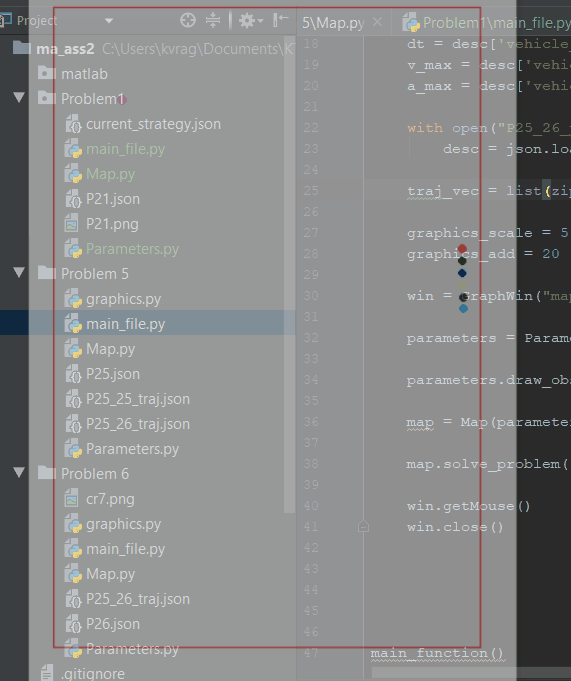 Project
ma_ass2 C:\Users\kvrag\Documents\K
matlab
Problem1
current_strategy.json
main_file.py
Map.py
P21.json
P21.png
Parameters.py
Problem 5
graphics.py
main_file.py
Map.py
P25.json
P25_25_traj.json
P25_26_traj.json
Parameters.py
Problem 6
cr7.png
graphics.py
main_file.py
Map.py
P25_26_traj.json
P26.json
Parameters.py
.gitignore
5\Map.py
Problem1\main_file.py
18 dt = desc['vehicle_
19 v_max = desc['vehi
20 a_max = desc['vehi
21
22 with open("P25_26_
23 desc = json.loa
24
25 traj_vec = list(zip
26
27 graphics_scale = 5
28 graphics_add = 20
29
30 win = GraphWin("map
31
32 parameters = Parame
33
34 parameters.draw_obs
35
36 map = Map(parameter
37
38 map.solve_problem(
39
40 win.getMouse()
41 win.close()
42
43
44
45
46
47 main_function()